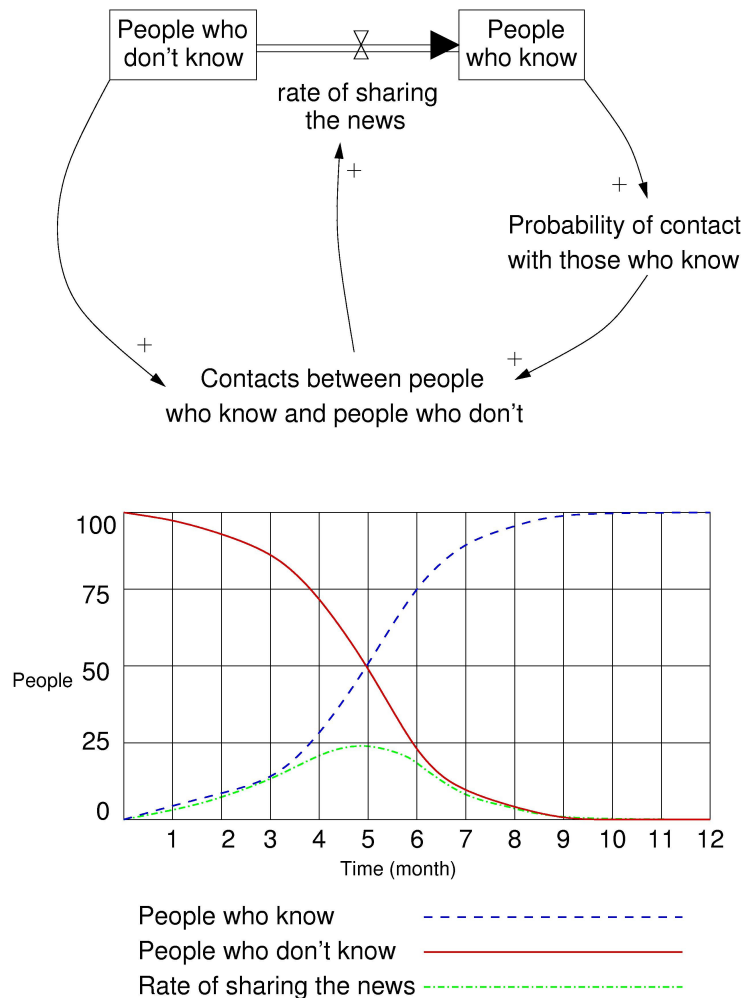 People who
don't know
People
who know
rate of sharing
the news
+
+
Probability of contact
with those who know
+
+
Contacts between people
who know and people who don't
100
75
50
People
25
0
1 2 3 4 5 6 7 8 9 10 11 12
Time (month)
People who know
People who don't know
Rate of sharing the news